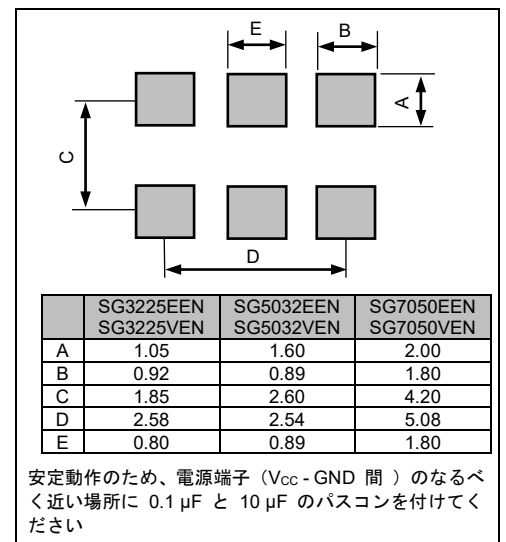 E
B
A
C
D
SG3225EEN SG5032EEN SG7050EEN
SG3225VEN SG5032VEN SG7050VEN
A 1.05 1.60 2.00
B 0.92 0.89 1.80
C 1.85 2.60 4.20
D 2.58 2.54 5.08
E 0.80 0.89 1.80
安定動作のため、電源端子（VCC - GND 間 ）のなるべ
く近い場所に 0.1 µF と 10 µF のパスコンを付けてく
ださい